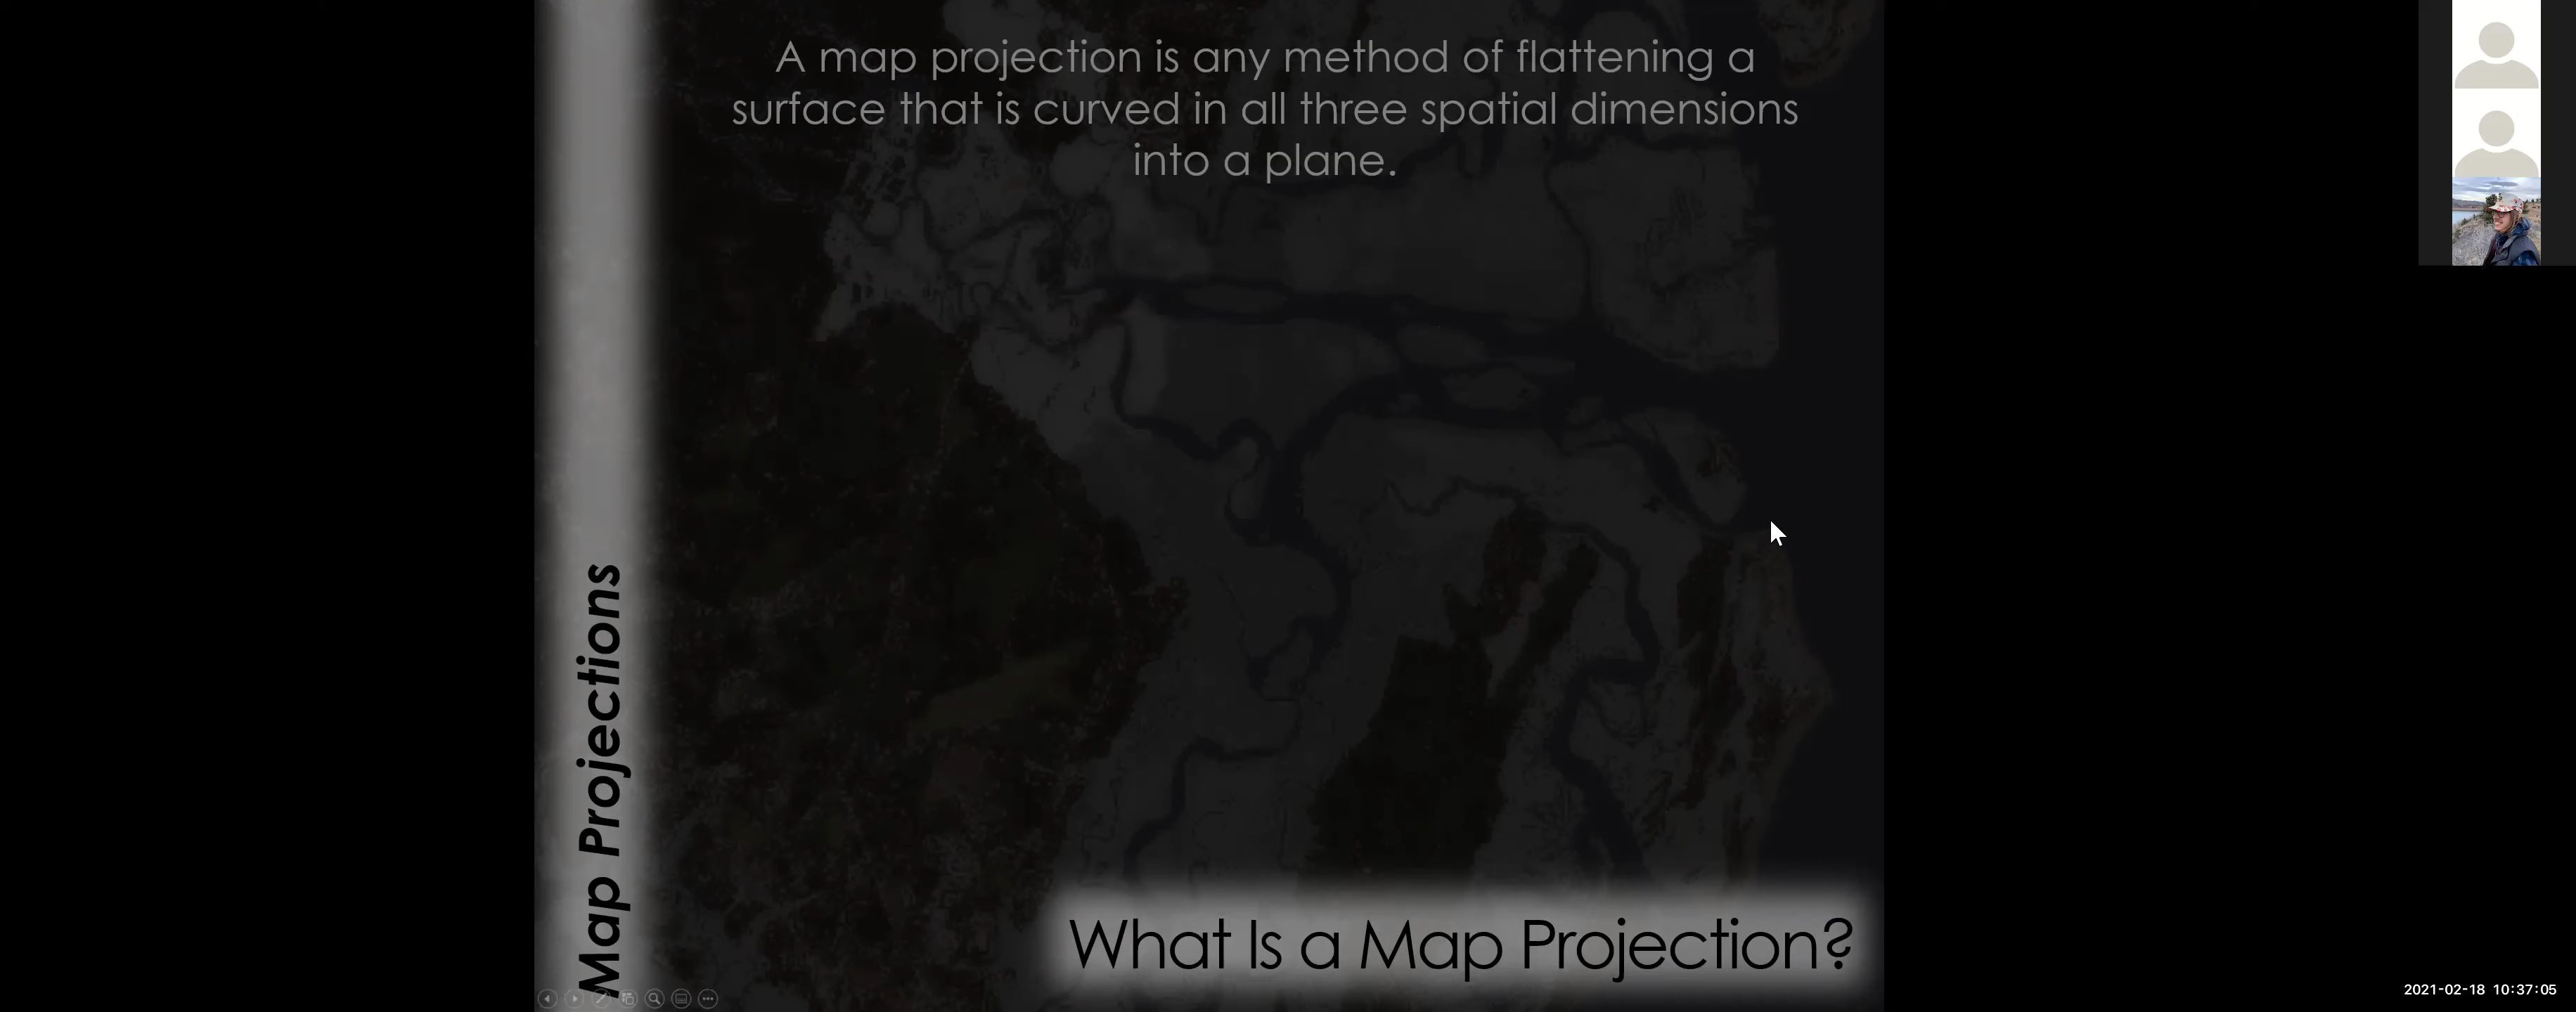 A map projection is any method of flattening a
surface that is curved in all three spatial dimensions
into a plane.
Map Projections
What Is a Map Projection?
2021-02-18 10:37:05